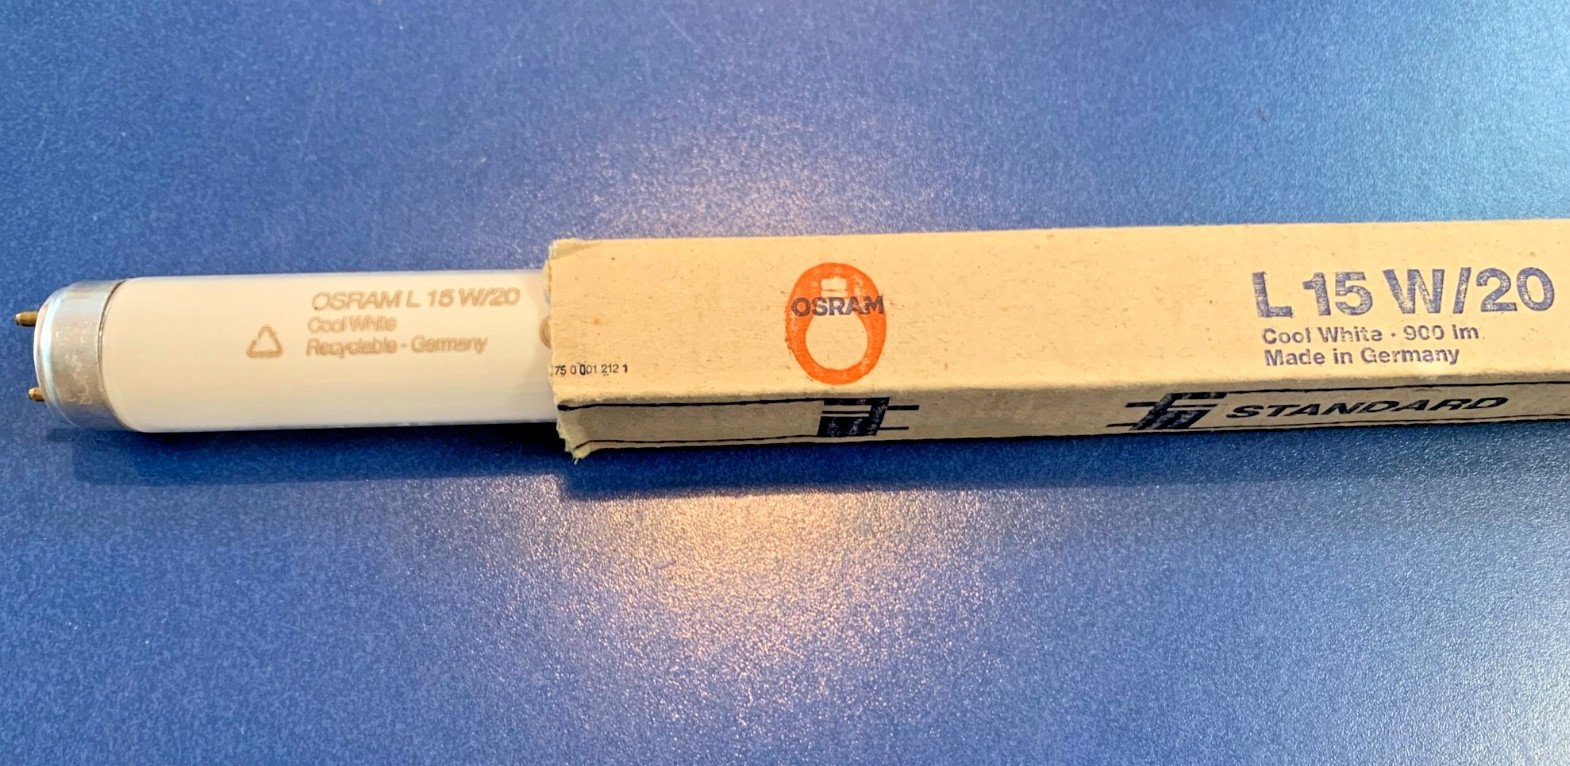 OSRAM L 15 W/20
Cool White
Recyclable - Germany
OSRAM
L 15 W/20
Cool White · 900 lm
Made in Germany
75 0 001 212 1
STANDARD